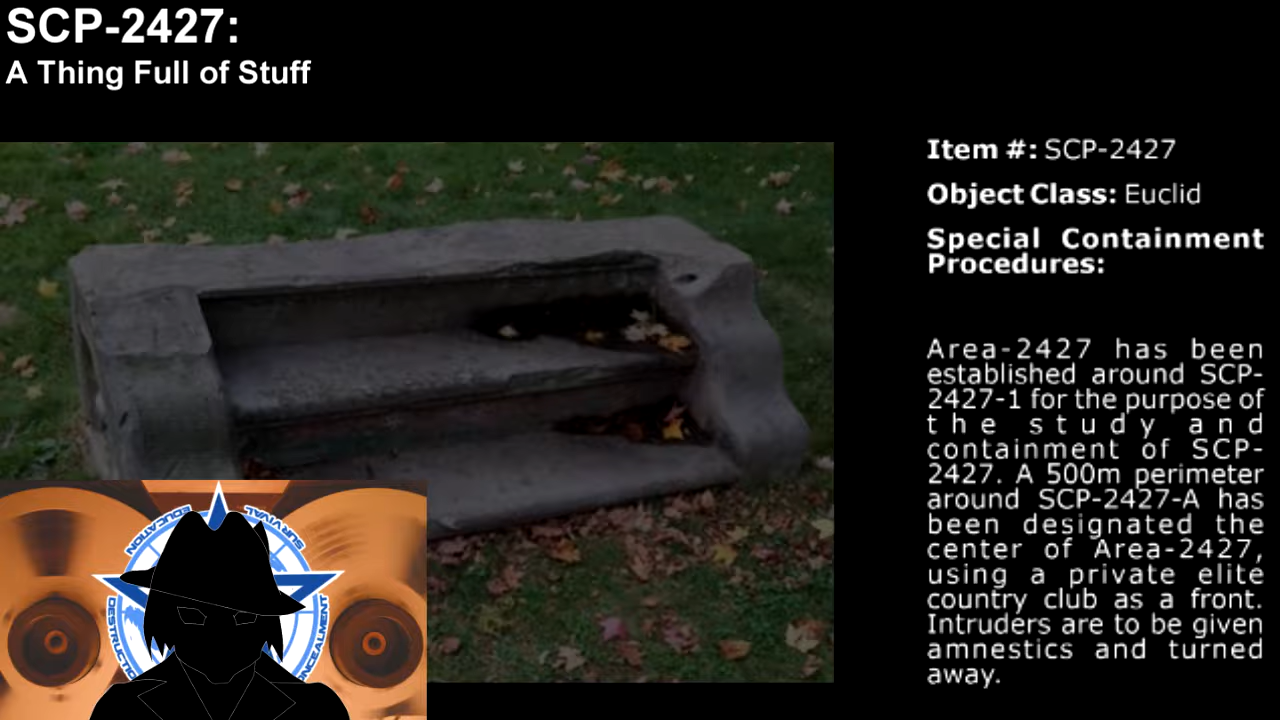 SCP-2427:
A Thing Full of Stuff
Item #: SCP-2427
Object Class: Euclid
Special Containment
Procedures:
Area-2427 has been
established around SCP-
2427-1 for the purpose of
the study and
containment of SCP-
2427. A 500m perimeter
around SCP-2427-A has
been designated the
center of Area-2427,
using a private elite
country club as a front.
Intruders are to be given
amnestics and turned
away.
EDUCATION
SURVIVAL